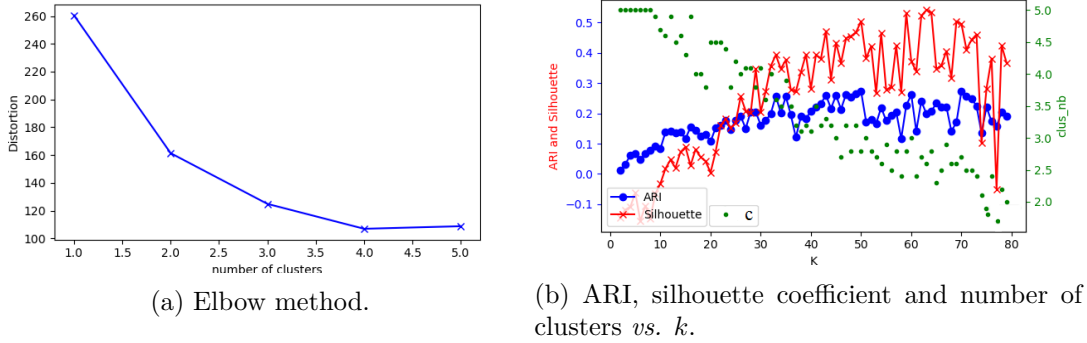 260
240
220
200
180
160
140
120
100
Distortion
1.0 1.5 2.0 2.5 3.0 3.5 4.0 4.5 5.0
number of clusters
(a) Elbow method.
0.5
0.4
0.3
0.2
0.1
0.0
−0.1
ARI and Silhouette
ARI
Silhouette
c
5.0
4.5
4.0
3.5
3.0
2.5
2.0
clus_nb
0 10 20 30 40 50 60 70 80
K
(b) ARI, silhouette coefficient and number of
clusters vs. k.